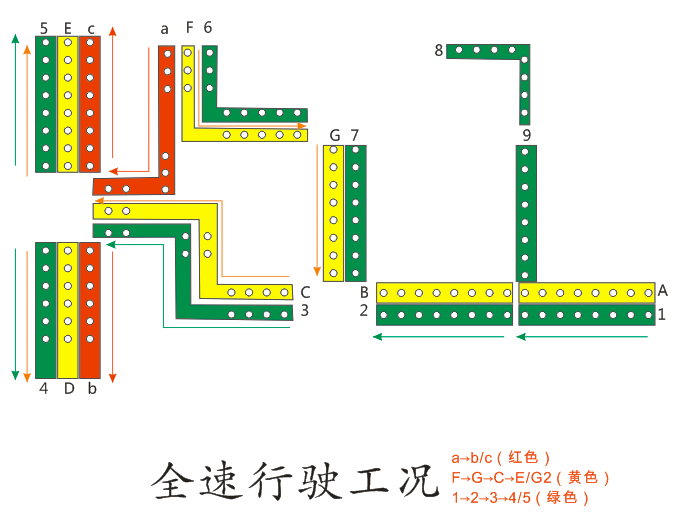 5 E c a F 6
8
G 7 9
C B A
3 2 1
4 D b
全速行驶工况
a→b/c（红色）
F→G→C→E/G2（黄色）
1→2→3→4/5（绿色）